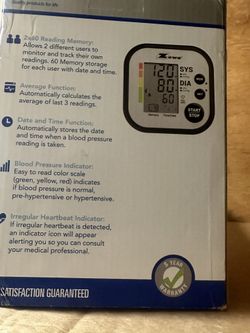 Quality products for life
2x60 Reading Memory:
Allows 2 different users to
monitor and track their own
readings. 60 Memory storage
for each user with date and time.
Average Function:
Automatically calculates the
average of last 3 readings.
Date and Time Function:
Automatically stores the date
and time when a blood pressure
reading is taken.
Blood Pressure Indicator:
Easy to read color scale
(green, yellow, red) indicates
if blood pressure is normal,
pre-hypertensive or hypertensive.
Irregular Heartbeat Indicator:
If irregular heartbeat is detected,
an indicator icon will appear
alerting you so you can consult
your medical professional.
SATISFACTION GUARANTEED
Zewa
120
SYS
80
DIA
60
START
STOP
5 YEAR
WARRANTY